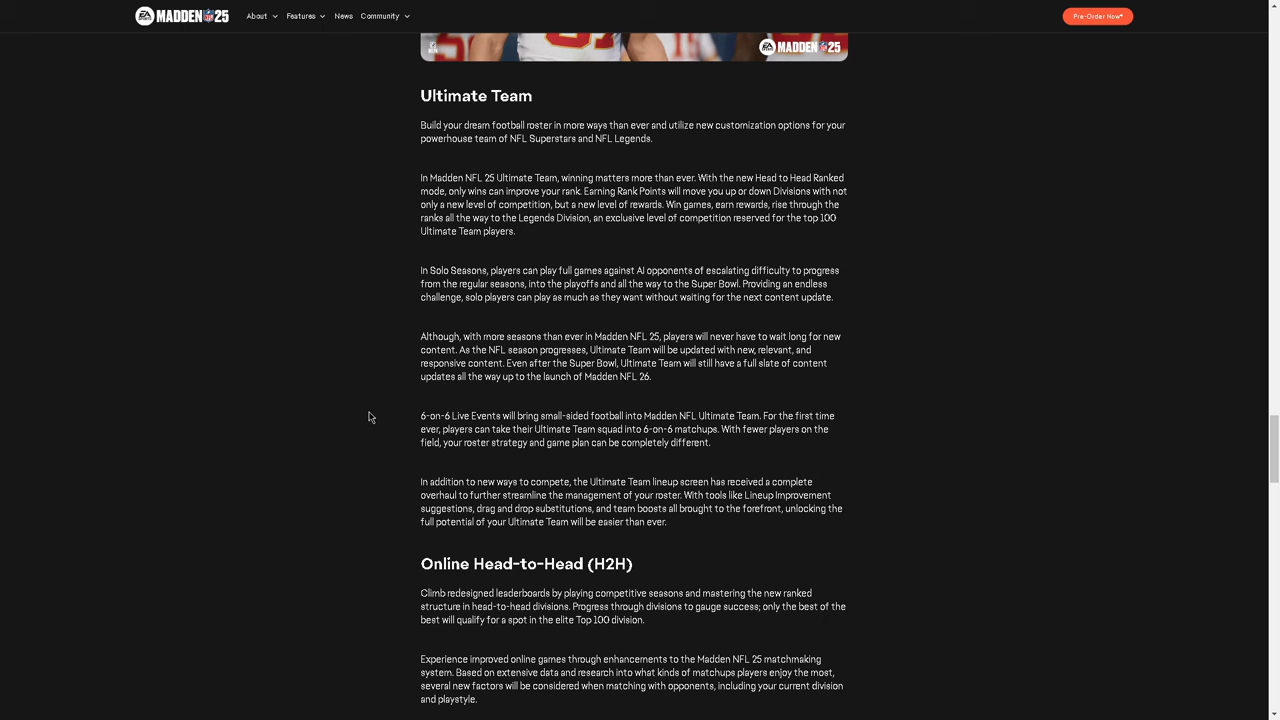 EA SPORTS MADDEN NFL 25 About Features News Community Pre-Order Now*
EA SPORTS MADDEN NFL 25
Ultimate Team
Build your dream football roster in more ways than ever and utilize new customization options for your
powerhouse team of NFL Superstars and NFL Legends.
In Madden NFL 25 Ultimate Team, winning matters more than ever. With the new Head to Head Ranked
mode, only wins can improve your rank. Earning Rank Points will move you up or down Divisions with not
only a new level of competition, but a new level of rewards. Win games, earn rewards, rise through the
ranks all the way to the Legends Division, an exclusive level of competition reserved for the top 100
Ultimate Team players.
In Solo Seasons, players can play full games against AI opponents of escalating difficulty to progress
from the regular seasons, into the playoffs and all the way to the Super Bowl. Providing an endless
challenge, solo players can play as much as they want without waiting for the next content update.
Although, with more seasons than ever in Madden NFL 25, players will never have to wait long for new
content. As the NFL season progresses, Ultimate Team will be updated with new, relevant, and
responsive content. Even after the Super Bowl, Ultimate Team will still have a full slate of content
updates all the way up to the launch of Madden NFL 26.
6-on-6 Live Events will bring small-sided football into Madden NFL Ultimate Team. For the first time
ever, players can take their Ultimate Team squad into 6-on-6 matchups. With fewer players on the
field, your roster strategy and game plan can be completely different.
In addition to new ways to compete, the Ultimate Team lineup screen has received a complete
overhaul to further streamline the management of your roster. With tools like Lineup Improvement
suggestions, drag and drop substitutions, and team boosts all brought to the forefront, unlocking the
full potential of your Ultimate Team will be easier than ever.
Online Head-to-Head (H2H)
Climb redesigned leaderboards by playing competitive seasons and mastering the new ranked
structure in head-to-head divisions. Progress through divisions to gauge success; only the best of the
best will qualify for a spot in the elite Top 100 division.
Experience improved online games through enhancements to the Madden NFL 25 matchmaking
system. Based on extensive data and research into what kinds of matchups players enjoy the most,
several new factors will be considered when matching with opponents, including your current division
and playstyle.